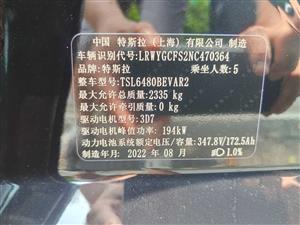 中国 特斯拉(上海)有限公司 制造
车辆识别代号:LRWYGCFS2NC470364
品牌:特斯拉 乘坐人数:5
整车型号:TSL6480BEVAR2
最大允许总质量:2335 kg
最大允许牵引质量:0 kg
驱动电机型号:3D7
驱动电机峰值功率:194kW
动力电池系统额定电压/容量:347.8V/172.5Ah
制造年月:2022 年 08 月 1.0%